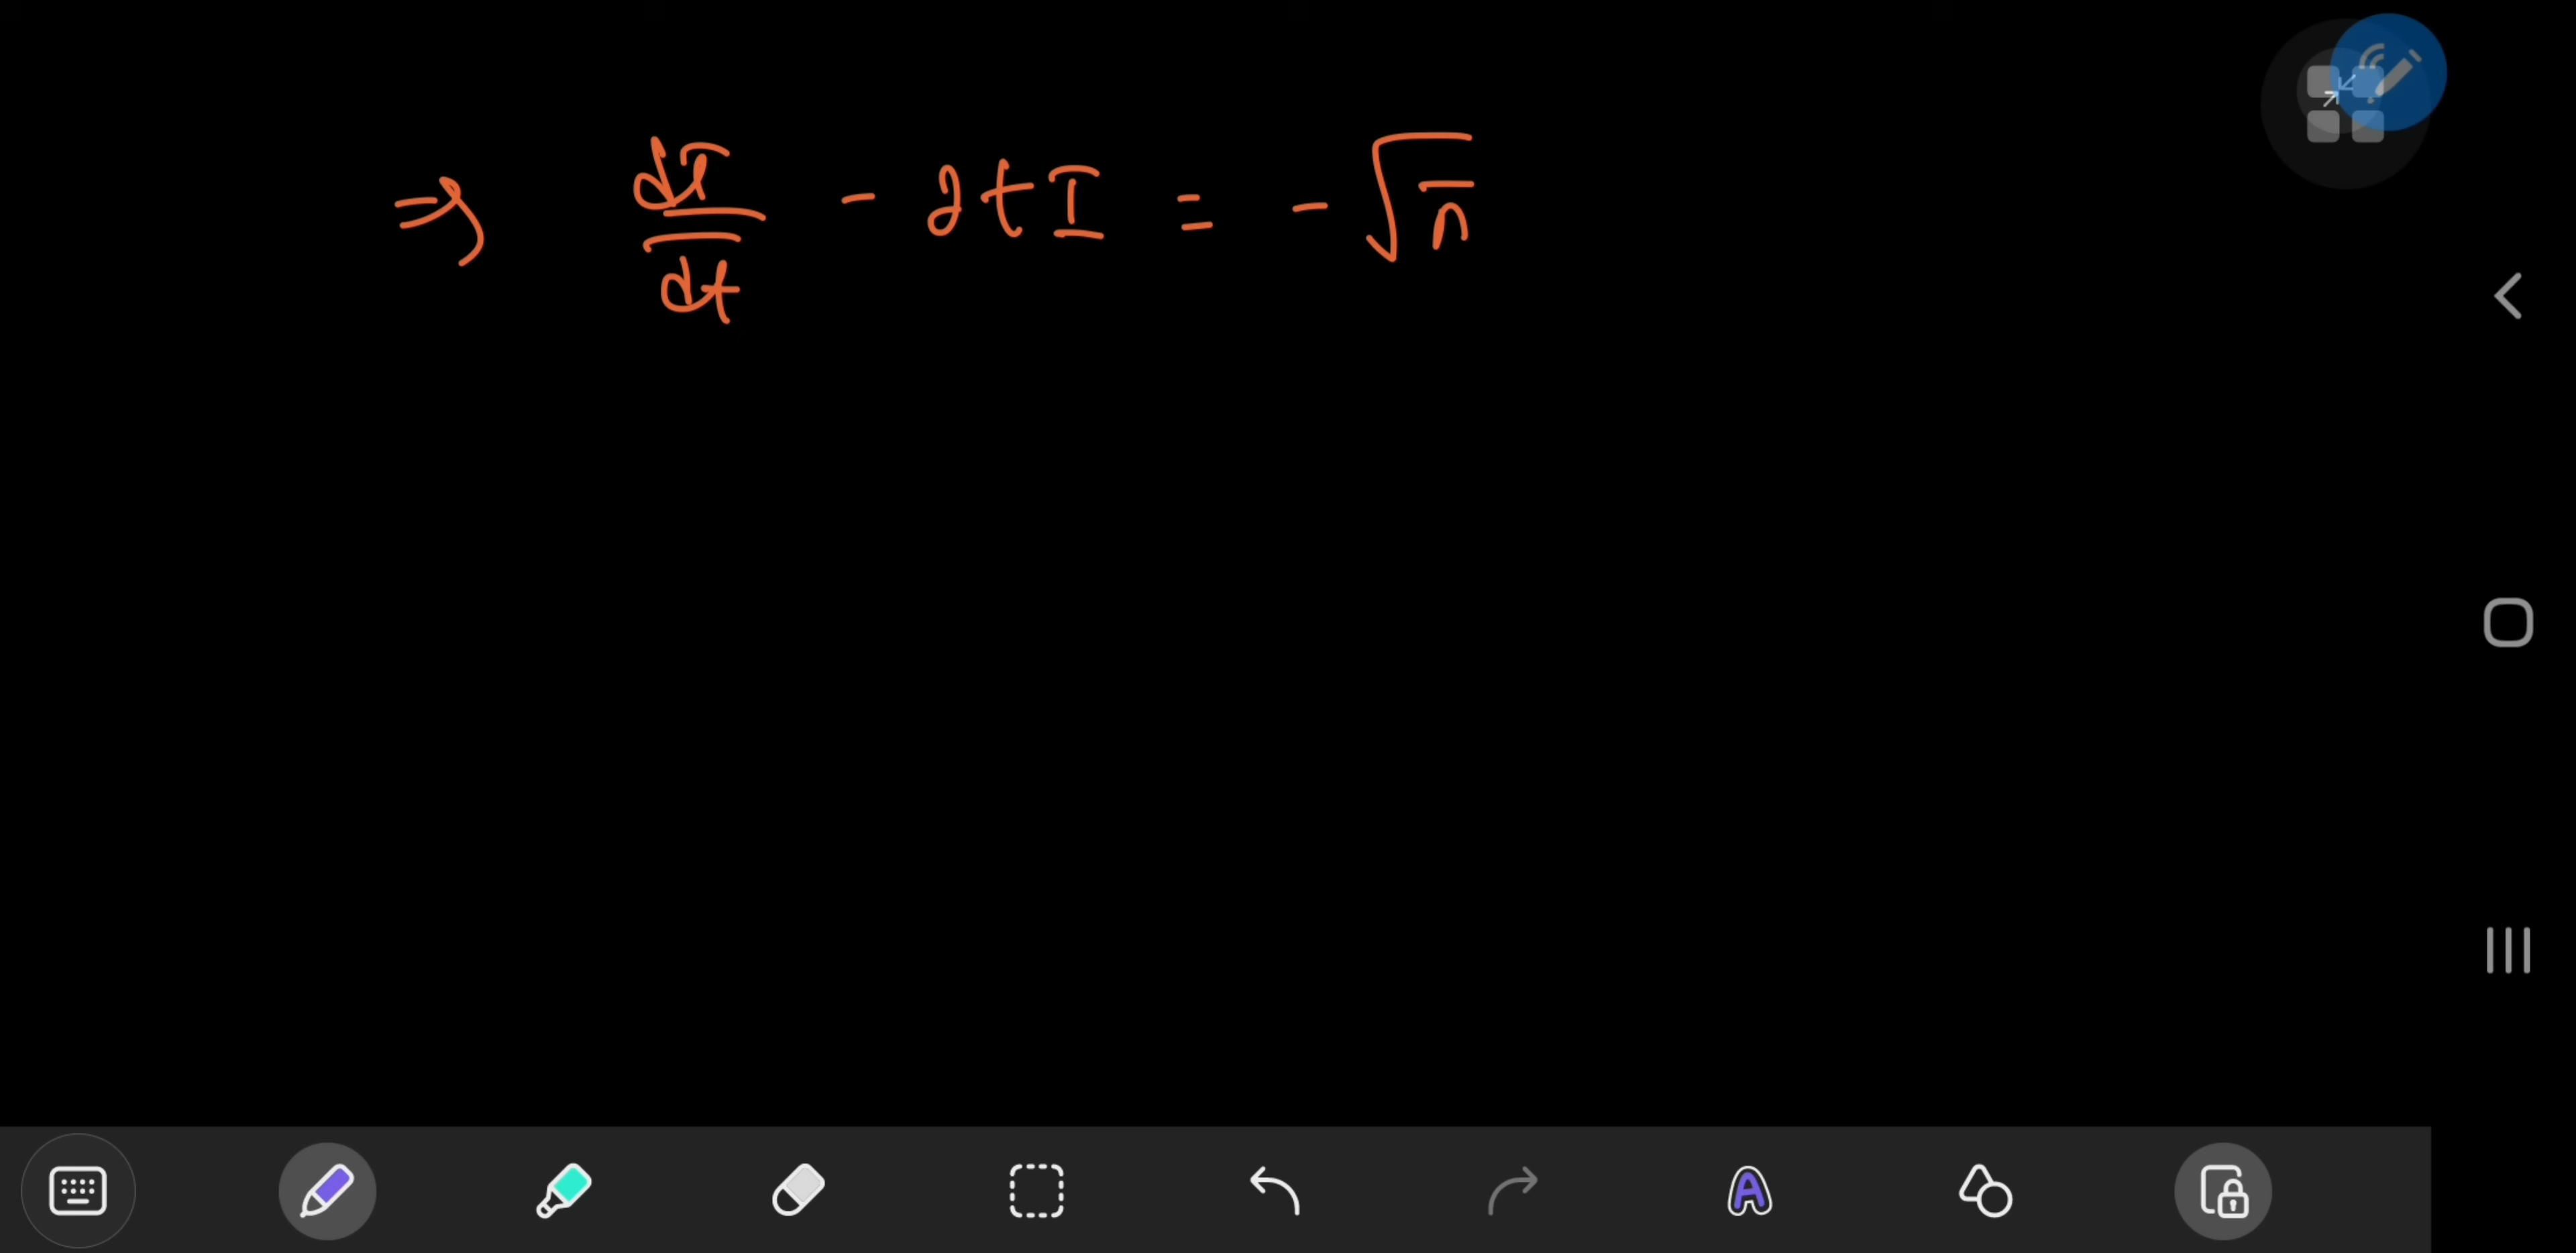 ⇒ dI/dt - 2tI = -√π